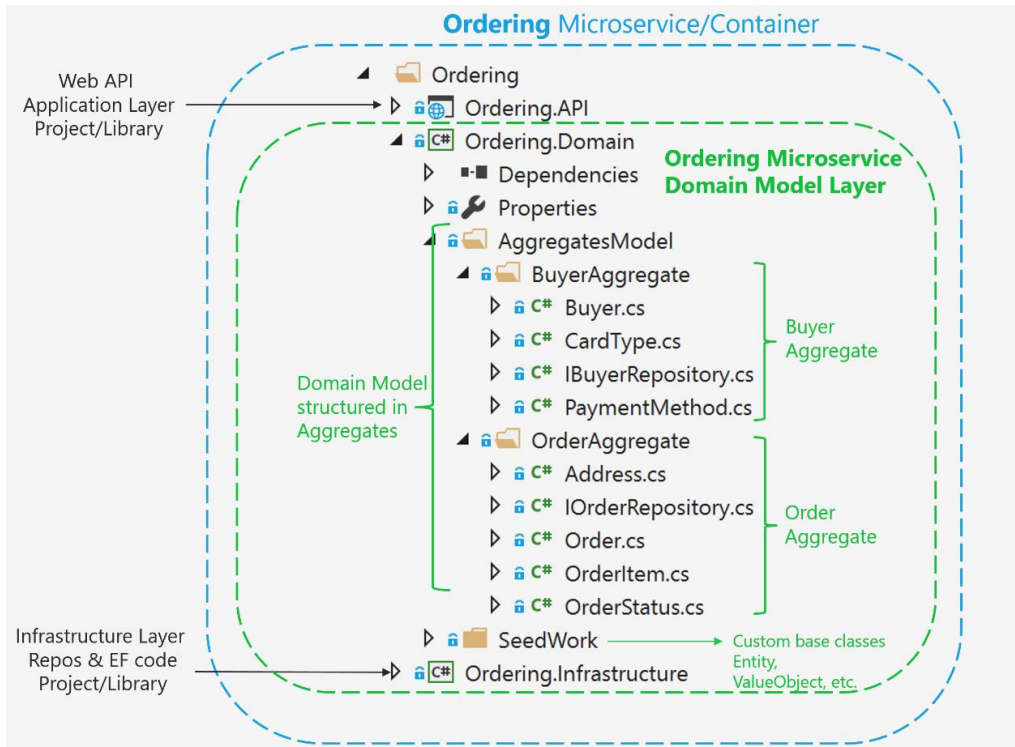 Ordering Microservice/Container
Web API
Application Layer
Project/Library
Ordering
Ordering.API
C# Ordering.Domain
Ordering Microservice
Domain Model Layer
Dependencies
Properties
AggregatesModel
BuyerAggregate
C# Buyer.cs
C# CardType.cs
C# IBuyerRepository.cs
C# PaymentMethod.cs
Buyer
Aggregate
Domain Model
structured in
Aggregates
OrderAggregate
C# Address.cs
C# IOrderRepository.cs
C# Order.cs
C# OrderItem.cs
C# OrderStatus.cs
Order
Aggregate
SeedWork
Custom base classes
Entity,
ValueObject, etc.
Infrastructure Layer
Repos & EF code
Project/Library
C# Ordering.Infrastructure